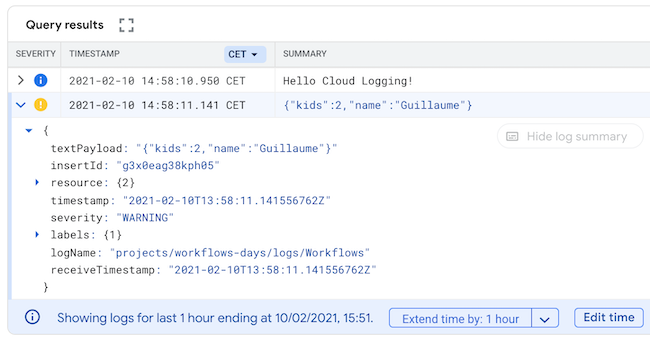 Query results
SEVERITY TIMESTAMP CET SUMMARY
2021-02-10 14:58:10.950 CET Hello Cloud Logging!
2021-02-10 14:58:11.141 CET {"kids":2,"name":"Guillaume"}
{
Hide log summary
textPayload: "{"kids":2,"name":"Guillaume"}"
insertId: "g3x0eag38kph05"
resource: {2}
timestamp: "2021-02-10T13:58:11.141556762Z"
severity: "WARNING"
labels: {1}
logName: "projects/workflows-days/logs/Workflows"
receiveTimestamp: "2021-02-10T13:58:11.141556762Z"
}
Showing logs for last 1 hour ending at 10/02/2021, 15:51. Extend time by: 1 hour Edit time